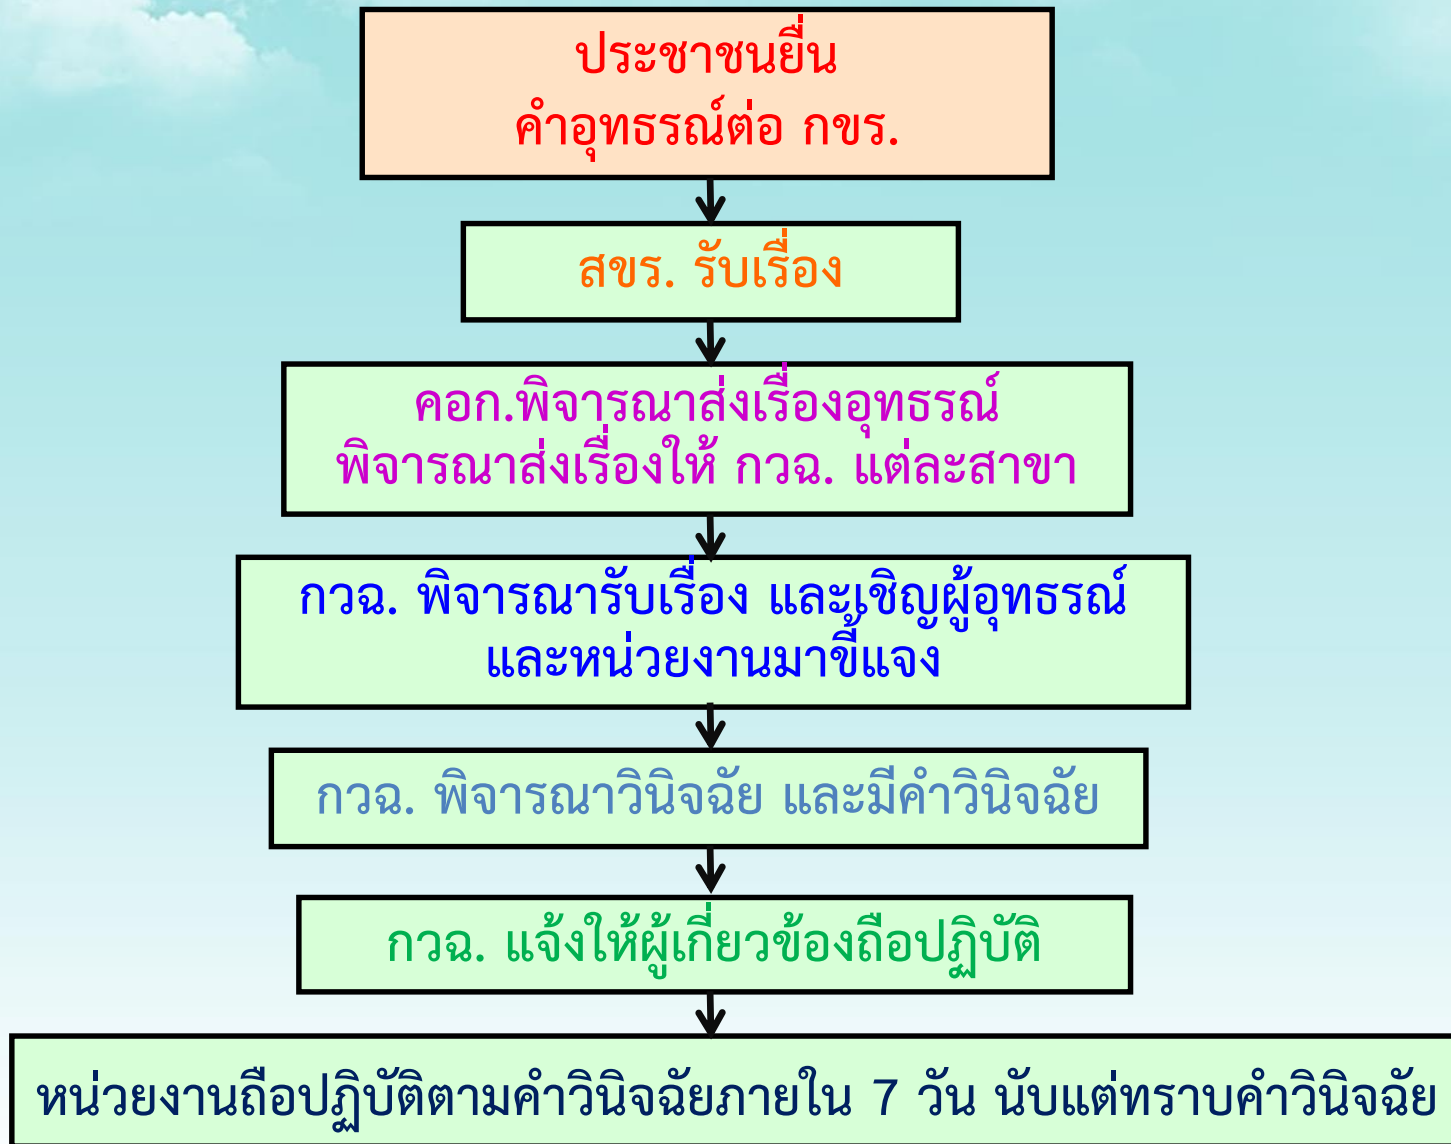 ประชาชนยื่น
คำอุทธรณ์ต่อ กขร.
สขร. รับเรื่อง
คอก.พิจารณาส่งเรื่องอุทธรณ์
พิจารณาส่งเรื่องให้ กวฉ. แต่ละสาขา
กวฉ. พิจารณารับเรื่อง และเชิญผู้อุทธรณ์
และหน่วยงานมาขี้แจง
กวฉ. พิจารณาวินิจฉัย และมีคำวินิจฉัย
กวฉ. แจ้งให้ผู้เกี่ยวข้องถือปฏิบัติ
หน่วยงานถือปฏิบัติตามคำวินิจฉัยภายใน 7 วัน นับแต่ทราบคำวินิจฉัย